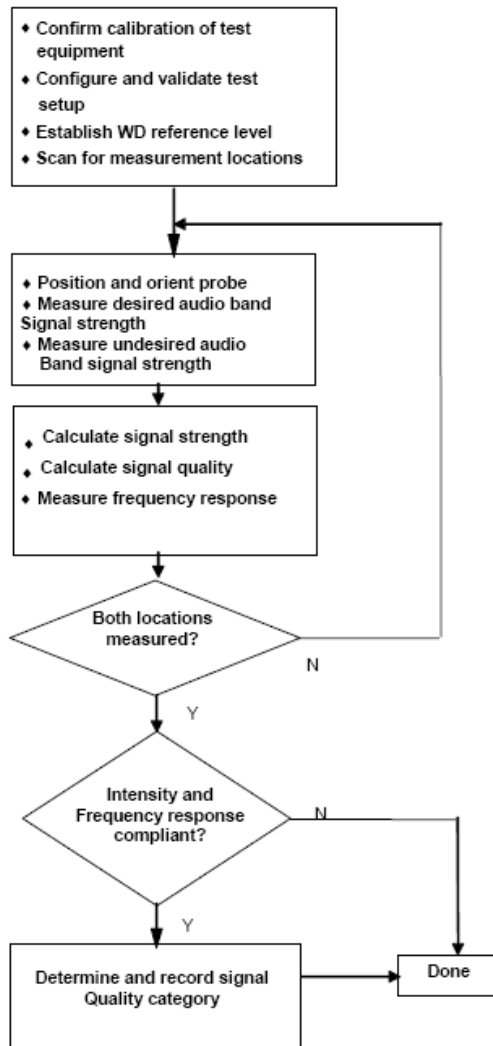 ♦ Confirm calibration of test
equipment
♦ Configure and validate test
setup
♦ Establish WD reference level
♦ Scan for measurement locations
♦ Position and orient probe
♦ Measure desired audio band
Signal strength
♦ Measure undesired audio
Band signal strength
♦ Calculate signal strength
♦ Calculate signal quality
♦ Measure frequency response
Both locations
measured?
N
Y
Intensity and
Frequency response
compliant?
N
Y
Determine and record signal
Quality category
Done